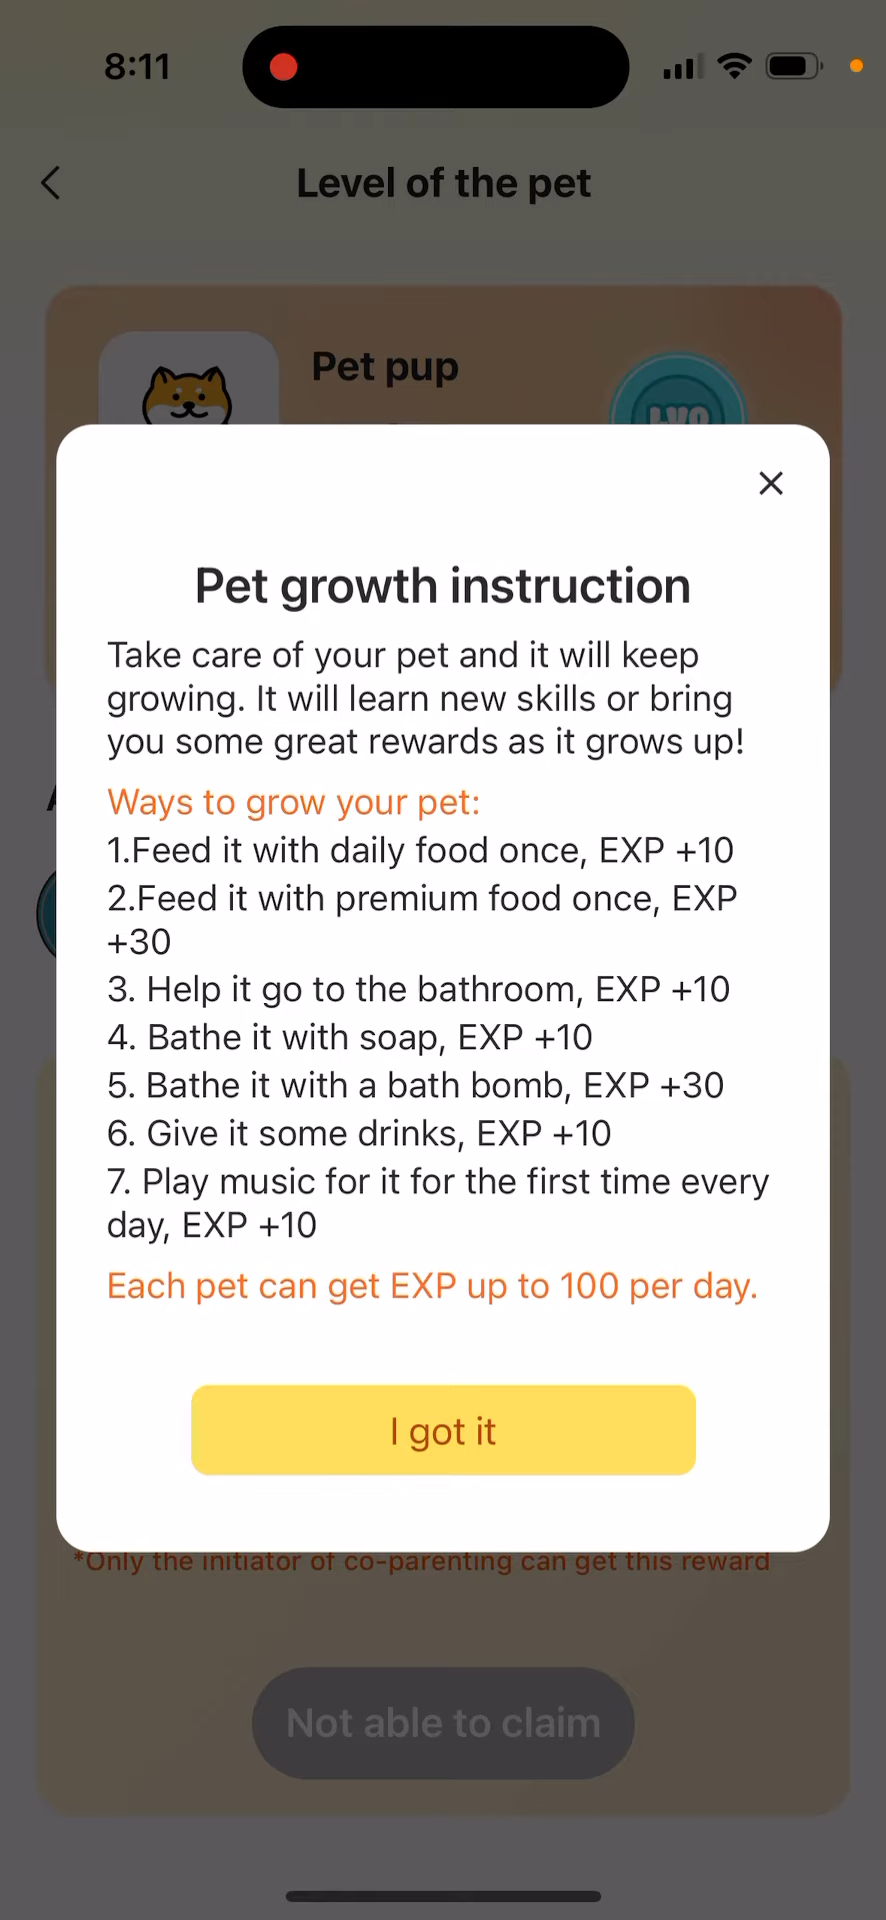 8:11
Level of the pet
Pet pup
Pet growth instruction
Take care of your pet and it will keep
growing. It will learn new skills or bring
you some great rewards as it grows up!
Ways to grow your pet:
1.Feed it with daily food once, EXP +10
2.Feed it with premium food once, EXP
+30
3. Help it go to the bathroom, EXP +10
4. Bathe it with soap, EXP +10
5. Bathe it with a bath bomb, EXP +30
6. Give it some drinks, EXP +10
7. Play music for it for the first time every
day, EXP +10
Each pet can get EXP up to 100 per day.
I got it
*Only the initiator of co-parenting can get this reward
Not able to claim